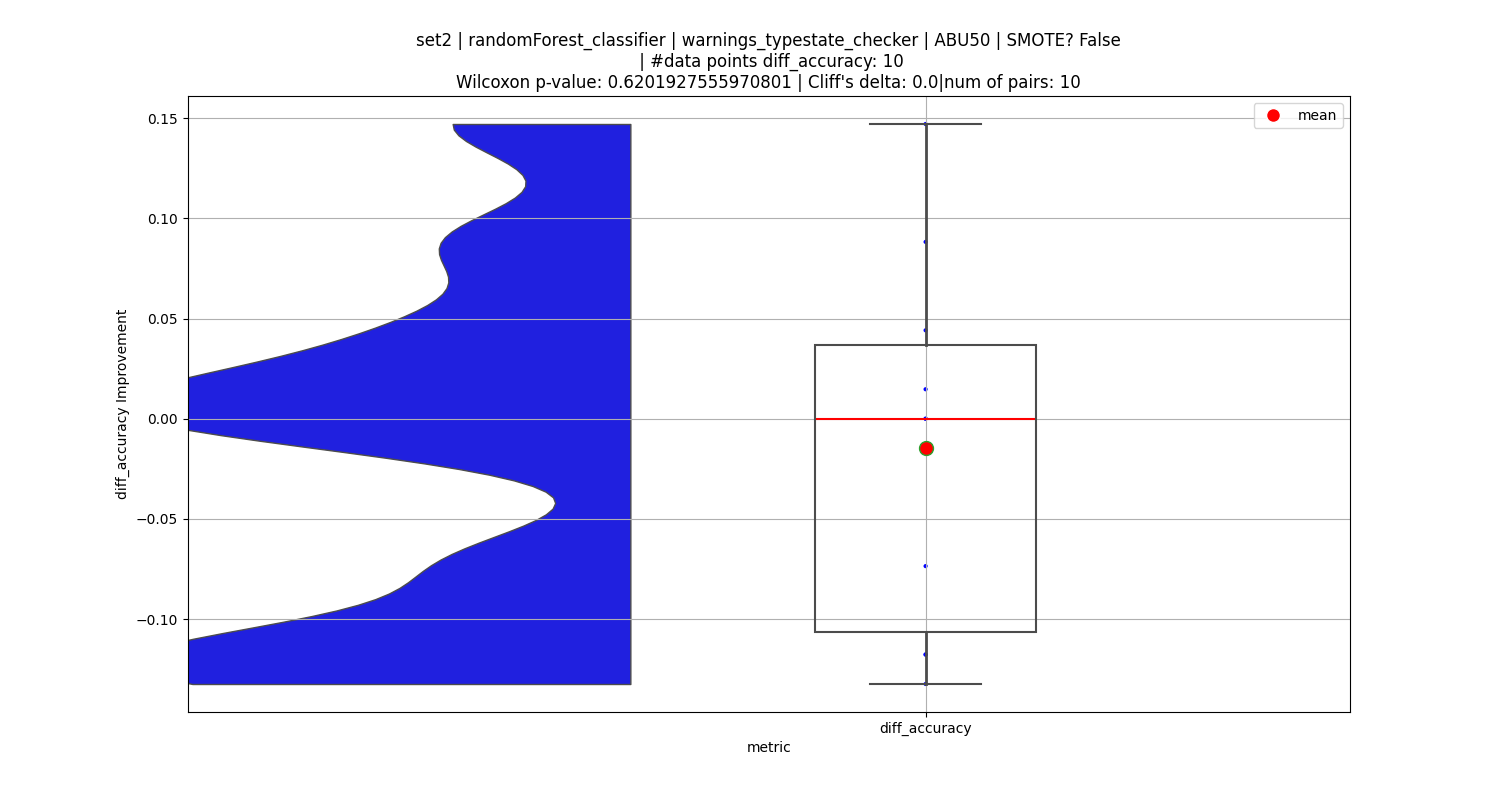 set2 | randomForest_classifier | warnings_typestate_checker | ABU50 | SMOTE? False
| #data points diff_accuracy: 10
Wilcoxon p-value: 0.6201927555970801 | Cliff's delta: 0.0|num of pairs: 10
mean
0.15
0.10
0.05
0.00
−0.05
−0.10
diff_accuracy Improvement
diff_accuracy
metric